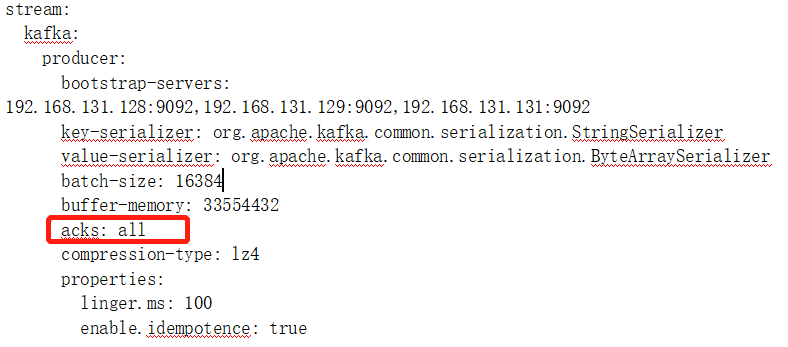 stream:
kafka:
producer:
bootstrap-servers:
192.168.131.128:9092,192.168.131.129:9092,192.168.131.131:9092
key-serializer: org.apache.kafka.common.serialization.StringSerializer
value-serializer: org.apache.kafka.common.serialization.ByteArraySerializer
batch-size: 16384
buffer-memory: 33554432
acks: all
compression-type: lz4
properties:
linger.ms: 100
enable.idempotence: true